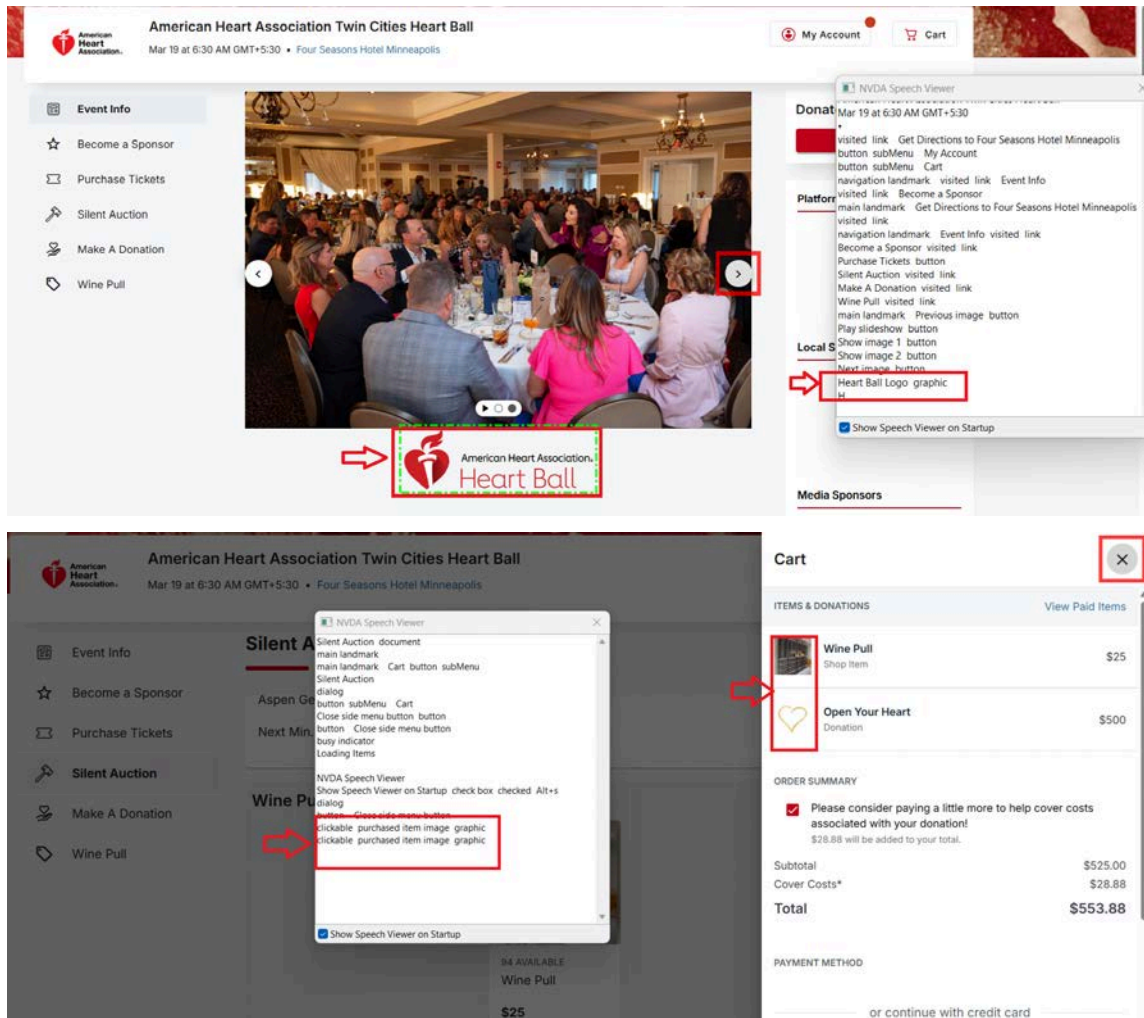 American Heart Association Twin Cities Heart Ball
Mar 19 at 6:30 AM GMT+5:30 • Four Seasons Hotel Minneapolis
American
Heart
Association.
My Account
Cart
Event Info
Become a Sponsor
Purchase Tickets
Silent Auction
Make A Donation
Wine Pull
American Heart Association.
Heart Ball
Donat
Platfor
Local S
Media Sponsors
NVDA Speech Viewer
Mar 19 at 6:30 AM GMT+5:30
•
visited link Get Directions to Four Seasons Hotel Minneapolis
button subMenu My Account
button subMenu Cart
navigation landmark visited link Event Info
visited link Become a Sponsor
main landmark Get Directions to Four Seasons Hotel Minneapolis
visited link
navigation landmark Event Info visited link
Become a Sponsor visited link
Purchase Tickets button
Silent Auction visited link
Make A Donation visited link
Wine Pull visited link
main landmark Previous image button
Play slideshow button
Show image 1 button
Show image 2 button
Next image button
Heart Ball Logo graphic
H
Show Speech Viewer on Startup
American Heart Association Twin Cities Heart Ball
Mar 19 at 6:30 AM GMT+5:30 • Four Seasons Hotel Minneapolis
American
Heart
Association.
Event Info
Become a Sponsor
Purchase Tickets
Silent Auction
Make A Donation
Wine Pull
Silent A
Aspen Ge
Next Min
Wine Pu
NVDA Speech Viewer
Silent Auction document
main landmark
main landmark Cart button subMenu
Silent Auction
dialog
button subMenu Cart
Close side menu button button
button Close side menu button
busy indicator
Loading Items
NVDA Speech Viewer
Show Speech Viewer on Startup check box checked Alt+s
dialog
button Close side menu button
clickable purchased item image graphic
clickable purchased item image graphic
Show Speech Viewer on Startup
94 AVAILABLE
Wine Pull
$25
Cart
ITEMS & DONATIONS View Paid Items
Wine Pull
Shop Item
$25
Open Your Heart
Donation
$500
ORDER SUMMARY
Please consider paying a little more to help cover costs
associated with your donation!
$28.88 will be added to your total.
Subtotal $525.00
Cover Costs* $28.88
Total $553.88
PAYMENT METHOD
or continue with credit card